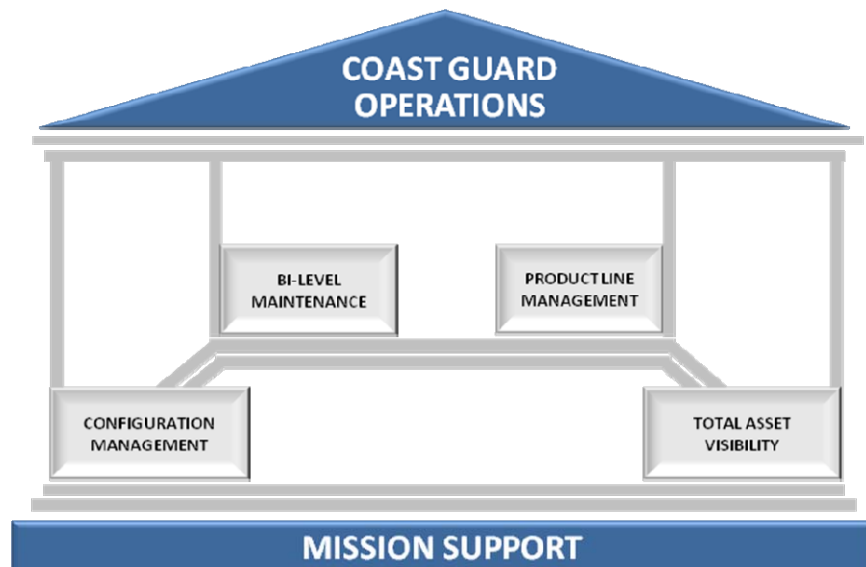 COAST GUARD
OPERATIONS
BI-LEVEL
MAINTENANCE
PRODUCT LINE
MANAGEMENT
CONFIGURATION
MANAGEMENT
TOTAL ASSET
VISIBILITY
MISSION SUPPORT